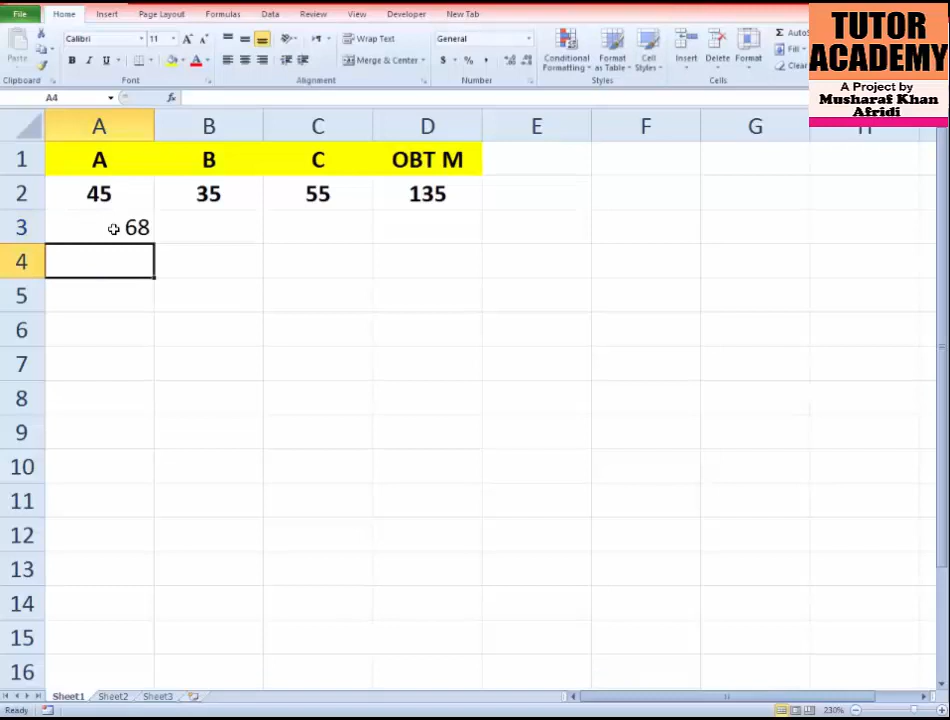 File Home Insert Page Layout Formulas Data Review View Developer New Tab
Calibri 11 Wrap Text General
Paste B I U Merge & Center $ % , Conditional Formatting Format as Table Cell Styles Insert Delete Format
Clipboard Font Alignment Number Styles Cells
TUTOR
ACADEMY
A Project by
Musharaf Khan
Afridi
A4 fx
A B C D E F G
1 A B C OBT M
2 45 35 55 135
3 68
4
5
6
7
8
9
10
11
12
13
14
15
16
Sheet1 Sheet2 Sheet3
Ready 230%